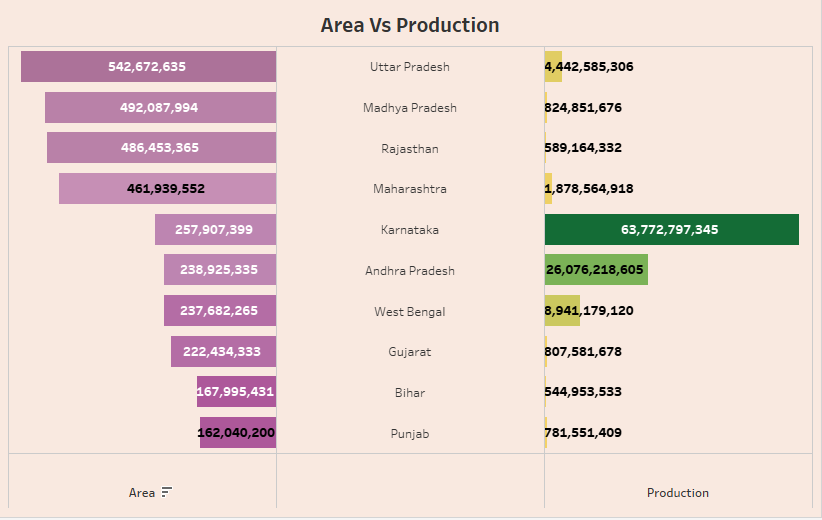 Area Vs Production
542,672,635 Uttar Pradesh 4,442,585,306
492,087,994 Madhya Pradesh 824,851,676
486,453,365 Rajasthan 589,164,332
461,939,552 Maharashtra 1,878,564,918
257,907,399 Karnataka 63,772,797,345
238,925,335 Andhra Pradesh 26,076,218,605
237,682,265 West Bengal 8,941,179,120
222,434,333 Gujarat 807,581,678
167,995,431 Bihar 544,953,533
162,040,200 Punjab 781,551,409
Area Production